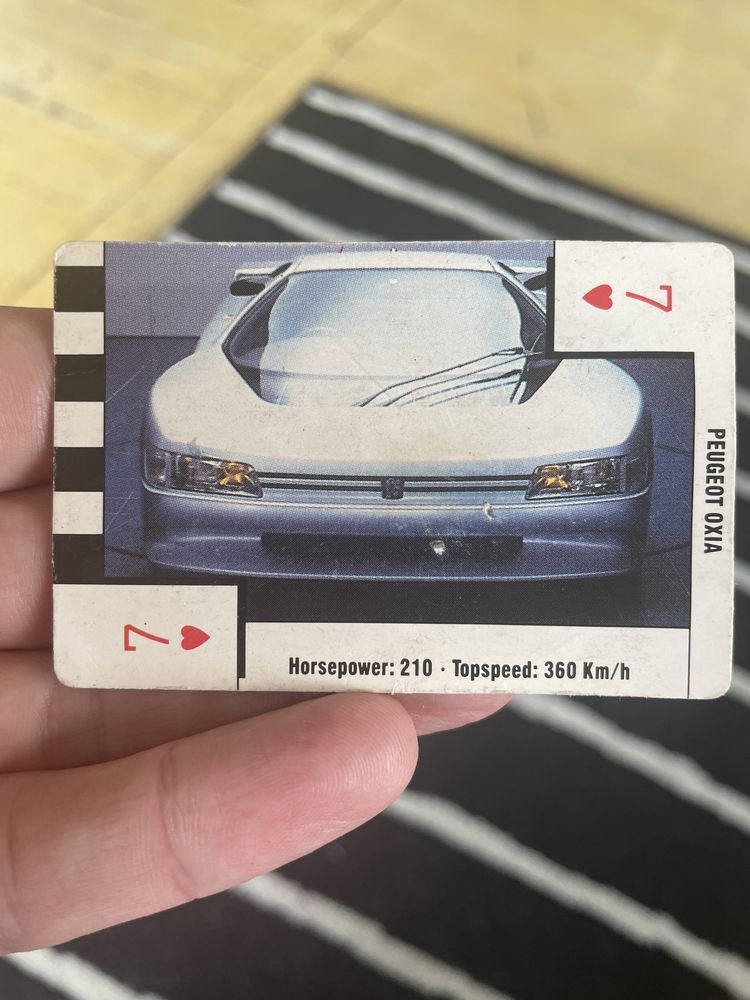 7
PEUGEOT OXIA
7
Horsepower: 210 · Topspeed: 360 Km/h